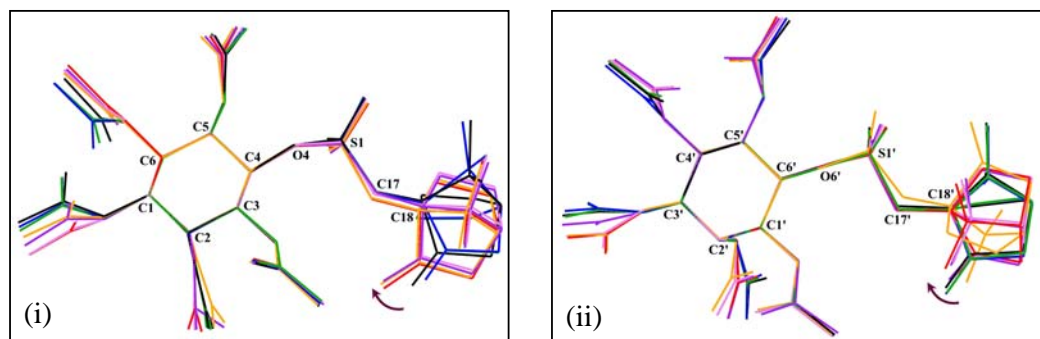 C5
C4
O4
S1
C6
C17
C1
C3
C18
C2
(i)
C5'
C4'
C6'
S1'
O6'
C18'
C3'
C17'
C1'
C2'
(ii)